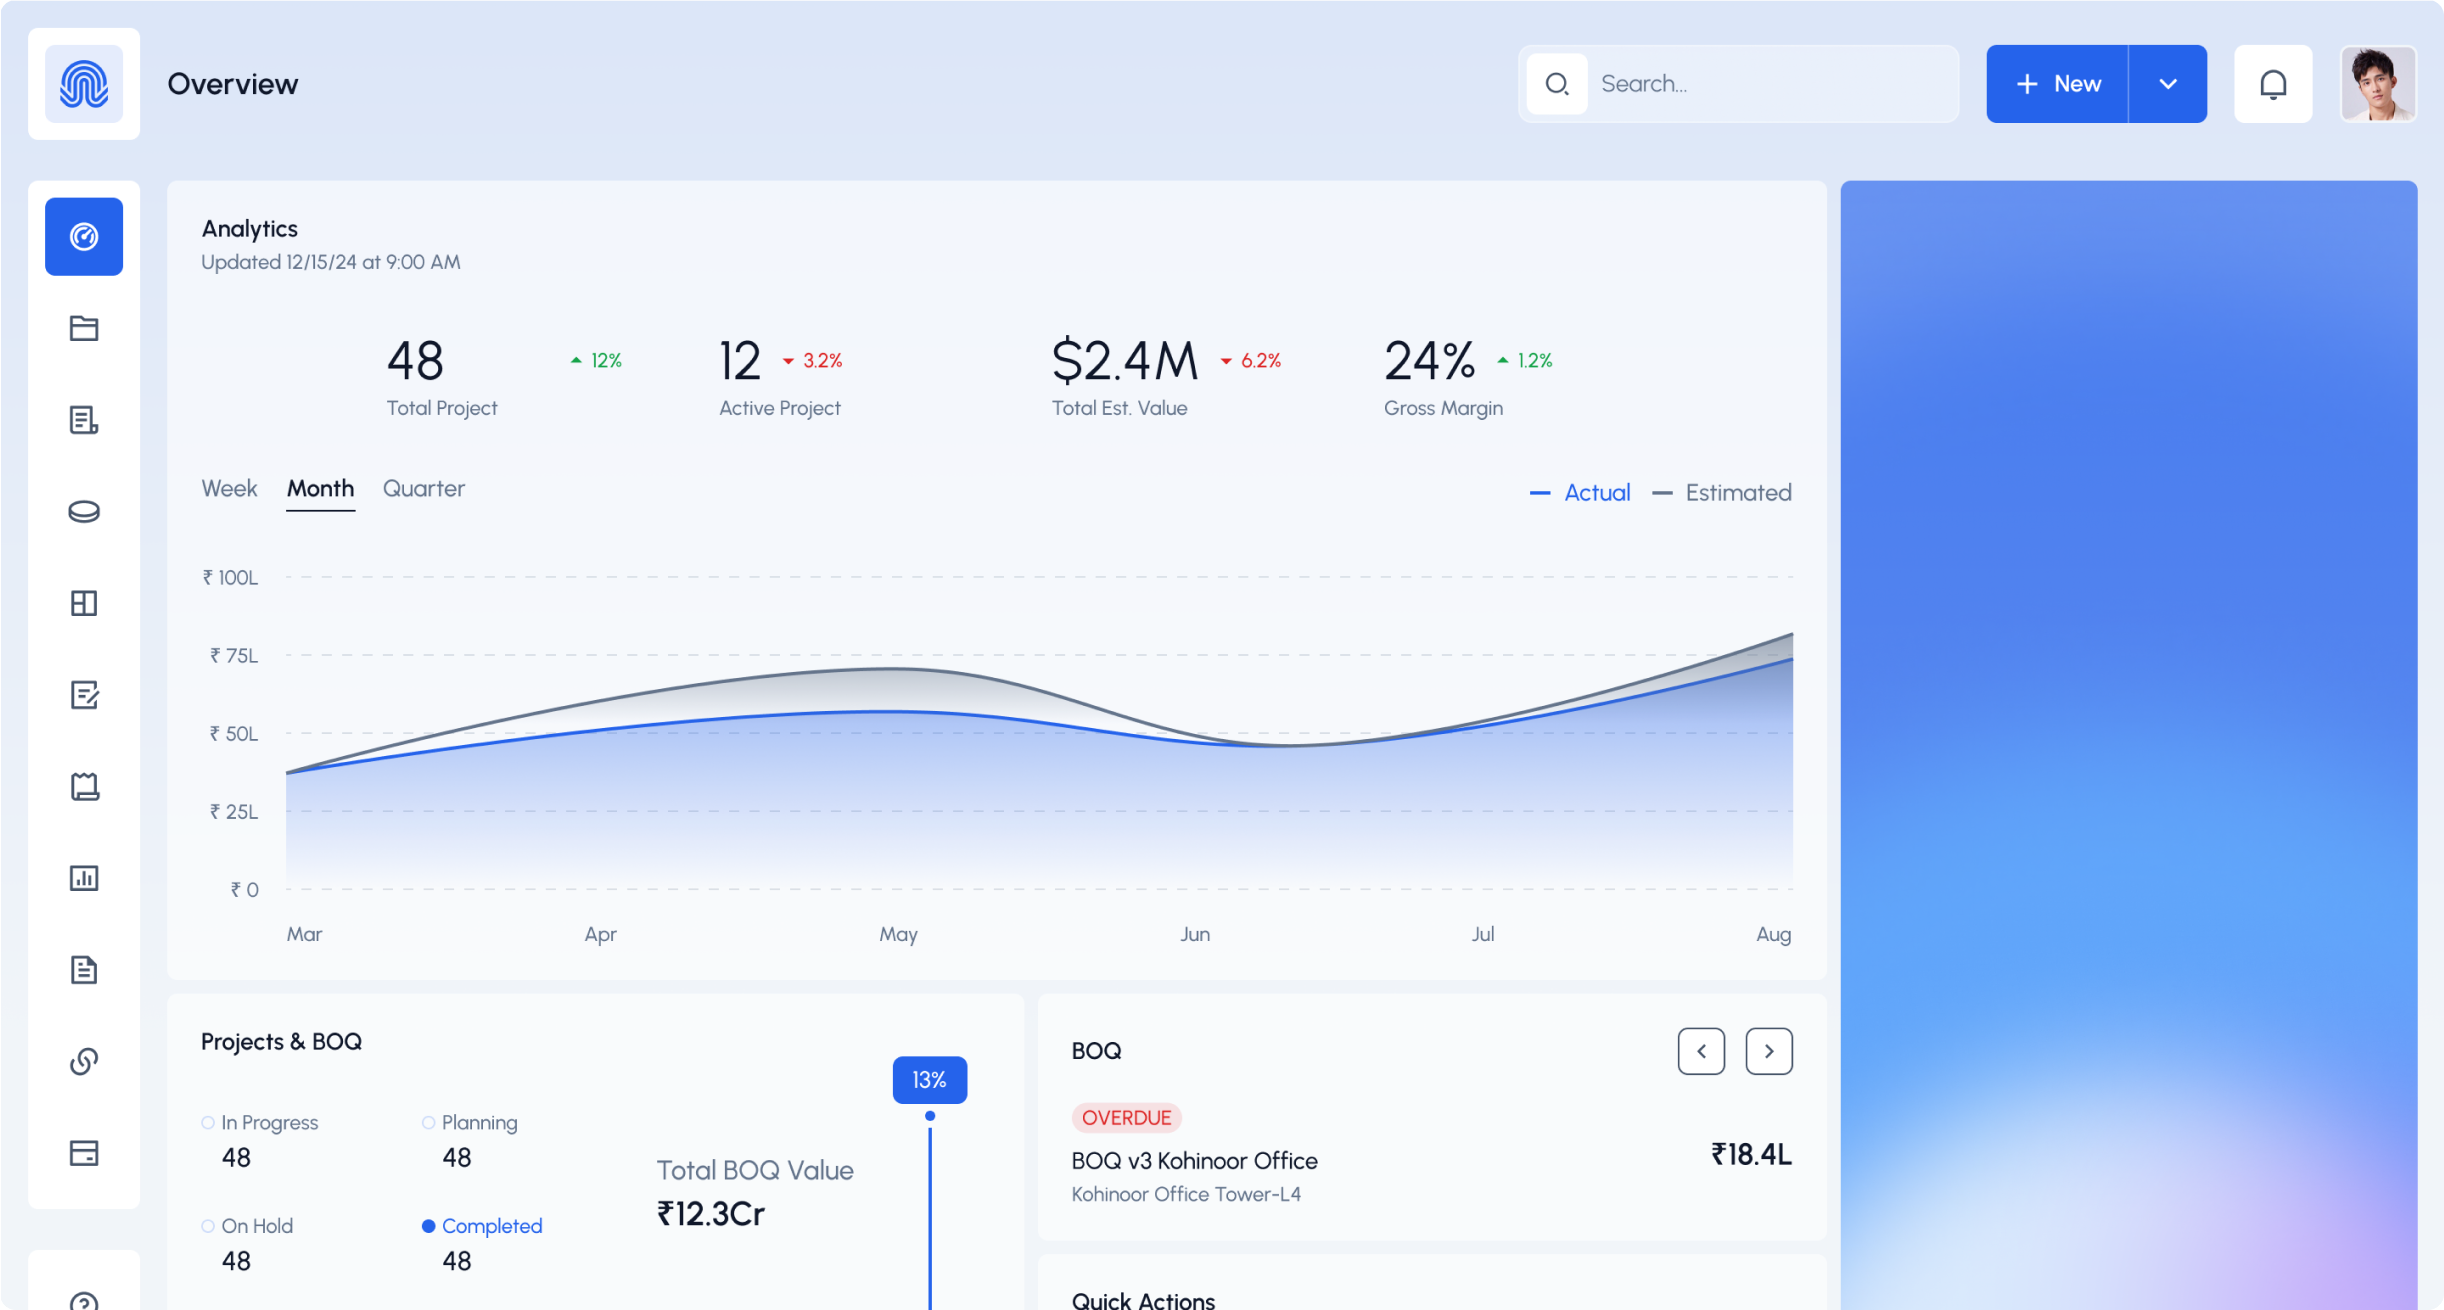 Overview
Search...
New
Analytics
Updated 12/15/24 at 9:00 AM
48
12%
Total Project
12
3.2%
Active Project
$2.4M
6.2%
Total Est. Value
24%
1.2%
Gross Margin
Week
Month
Quarter
Actual
Estimated
₹ 100L
₹ 75L
₹ 50L
₹ 25L
₹ 0
Mar
Apr
May
Jun
Jul
Aug
Projects & BOQ
In Progress
48
Planning
48
On Hold
48
Completed
48
Total BOQ Value
₹12.3Cr
13%
BOQ
OVERDUE
BOQ v3 Kohinoor Office
Kohinoor Office Tower-L4
₹18.4L
Quick Actions